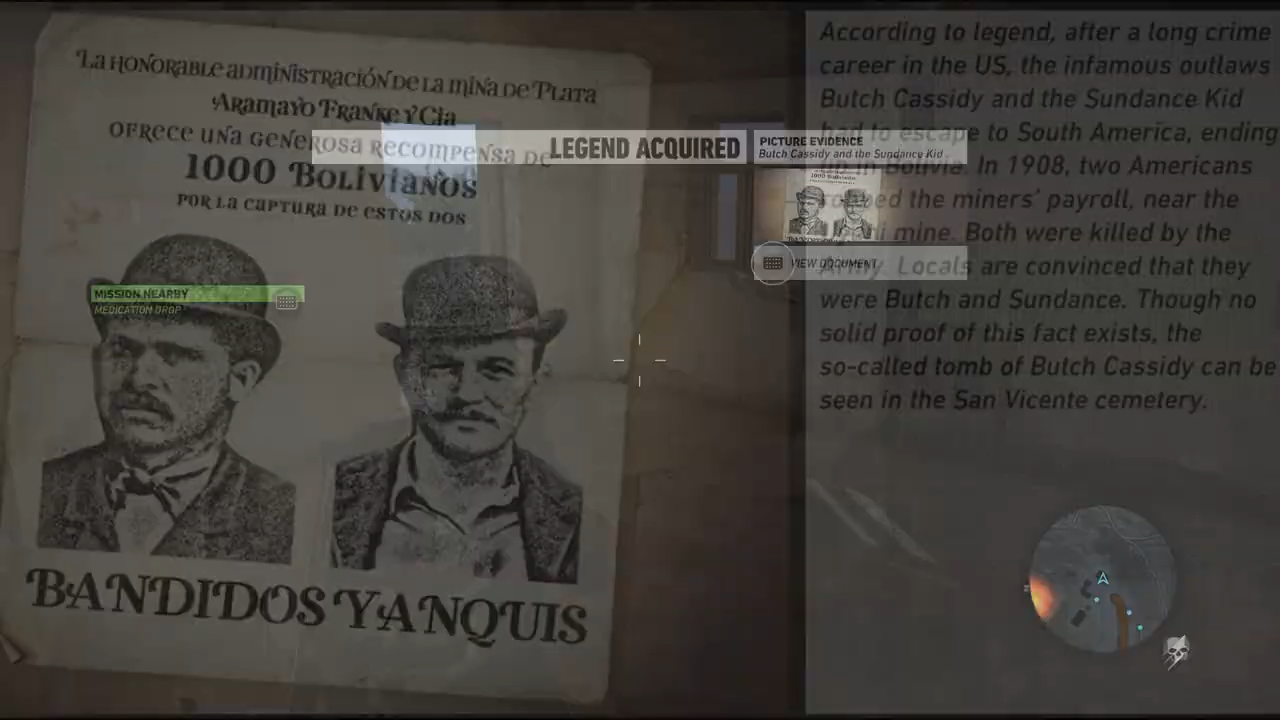 La honorable administración de la mina de Plata
Aramayo Franke y Cia
ofrece una generosa recompensa de
1000 Bolivianos
por la captura de estos dos
BANDIDOS YANQUIS
MISSION NEARBY
MEDICATION DROP
LEGEND ACQUIRED
PICTURE EVIDENCE
Butch Cassidy and the Sundance Kid
VIEW DOCUMENT
According to legend, after a long crime
career in the US, the infamous outlaws
Butch Cassidy and the Sundance Kid
had to escape to South America, ending
up in Bolivia. In 1908, two Americans
robbed the miners' payroll, near the
mine. Both were killed by the
Army. Locals are convinced that they
were Butch and Sundance. Though no
solid proof of this fact exists, the
so-called tomb of Butch Cassidy can be
seen in the San Vicente cemetery.